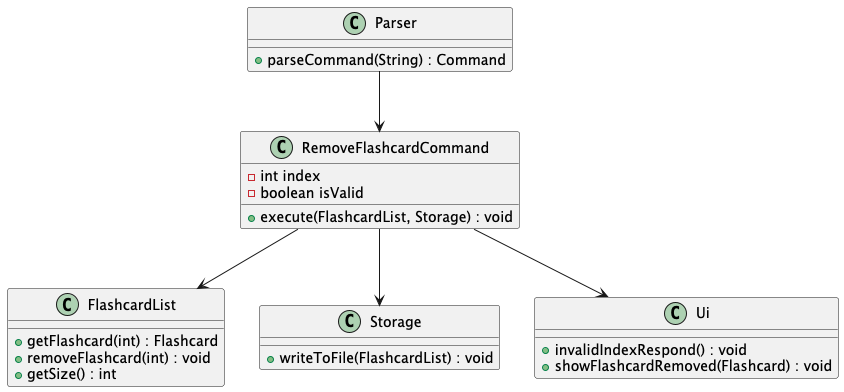 C Parser
parseCommand(String) : Command
C RemoveFlashcardCommand
int index
boolean isValid
execute(FlashcardList, Storage) : void
C FlashcardList
getFlashcard(int) : Flashcard
removeFlashcard(int) : void
getSize() : int
C Storage
writeToFile(FlashcardList) : void
C Ui
invalidIndexRespond() : void
showFlashcardRemoved(Flashcard) : void